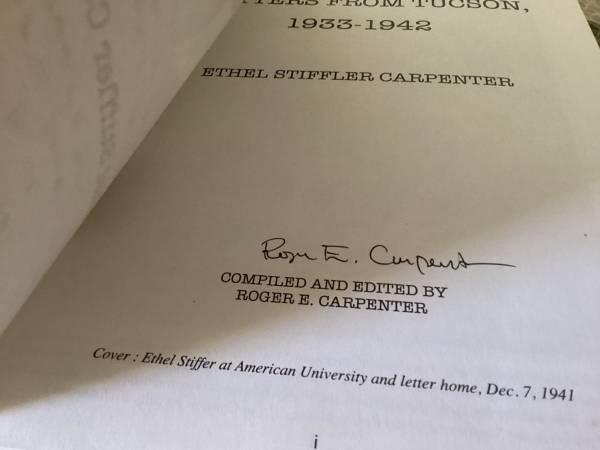 FROM TUCSON,
1933-1942
ETHEL STIFFLER CARPENTER
Roger E. Carpenter
COMPILED AND EDITED BY
ROGER E. CARPENTER
Cover : Ethel Stiffer at American University and letter home, Dec. 7, 1941
i